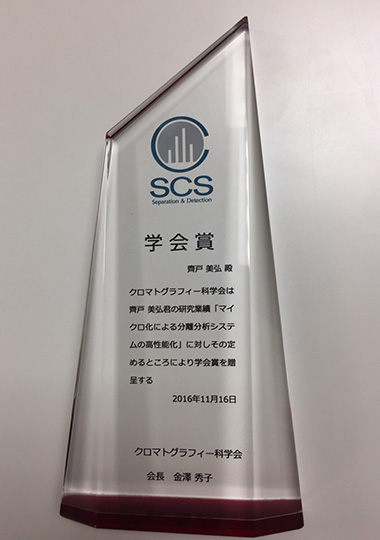 SCS
Separation & Detection
学会賞
齊戸 美弘 殿
クロマトグラフィー科学会は
齊戸 美弘君の研究業績「マイ
クロ化による分離分析システ
ムの高性能化」に対しその定
めるところにより学会賞を贈
呈する
2016年11月16日
クロマトグラフィー科学会
会長 金澤 秀子